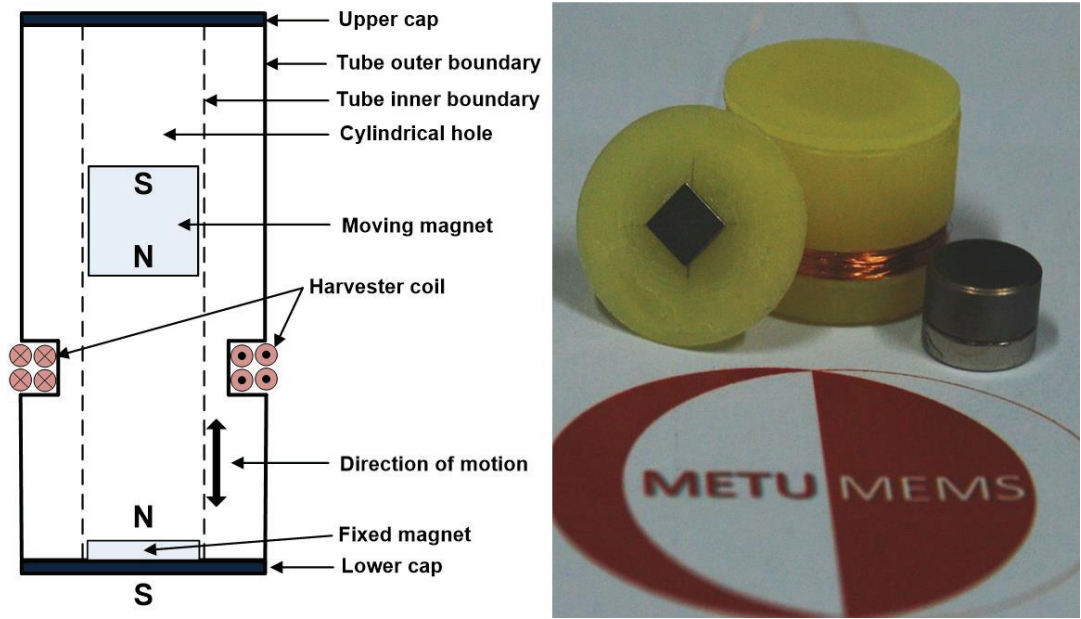 Upper cap
Tube outer boundary
Tube inner boundary
Cylindrical hole
S
Moving magnet
N
Harvester coil
Direction of motion
N
Fixed magnet
Lower cap
S
METU MEMS